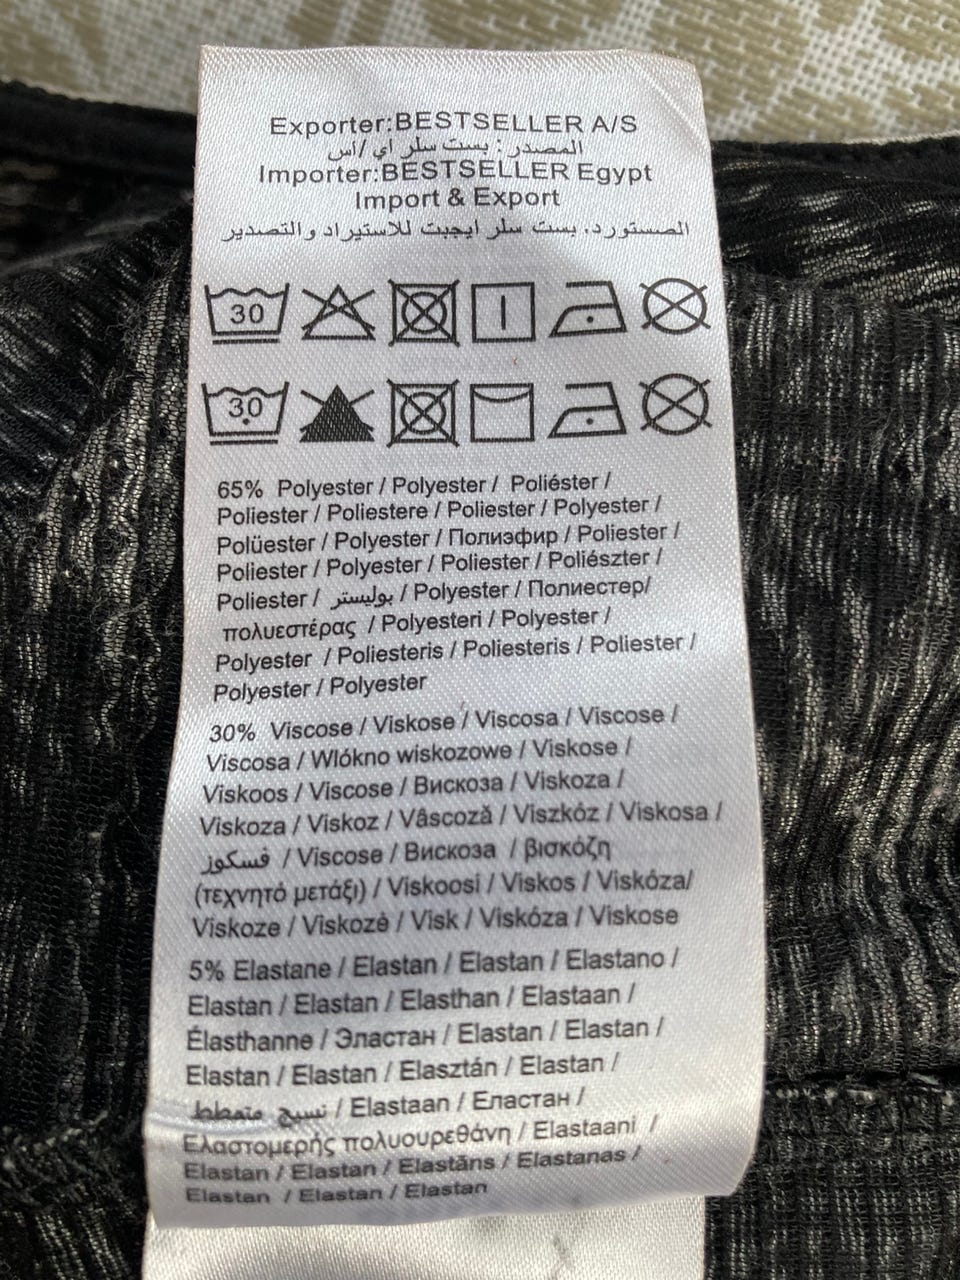 Exporter:BESTSELLER A/S
المصدر: بست سلر اي/اس
Importer:BESTSELLER Egypt
Import & Export
المستورد. بست سلر ايجبت للاستيراد والتصدير
30
30
65% Polyester / Polyester / Poliéster /
Poliester / Poliestere / Poliester / Polyester /
Polüester / Polyester / Полиэфир / Poliester /
Poliester / Polyester / Poliester / Poliészter /
Poliester / بوليستر / Polyester / Полиестер/
πολυεστέρας / Polyesteri / Polyester /
Polyester / Poliesteris / Poliesteris / Poliester /
Polyester / Polyester
30% Viscose / Viskose / Viscosa / Viscose /
Viscosa / Wlókno wiskozowe / Viskose /
Viskoos / Viscose / Вискоза / Viskoza /
Viskoza / Viskoz / Vâscoză / Viszkóz / Viskosa /
فسكوز / Viscose / Вискоза / βισκόζη
(τεχνητό μετάξι) / Viskoosi / Viskos / Viskóza/
Viskoze / Viskozė / Visk / Viskóza / Viskose
5% Elastane / Elastan / Elastan / Elastano /
Elastan / Elastan / Elasthan / Elastaan /
Élasthanne / Эластан / Elastan / Elastan /
Elastan / Elastan / Elasztán / Elastan /
نسيج متمطط / Elastaan / Еластан /
Ελαστομερής πολυουρεθάνη / Elastaani /
Elastan / Elastan / Elastāns / Elastanas /
Elastan / Elastan / Elastan